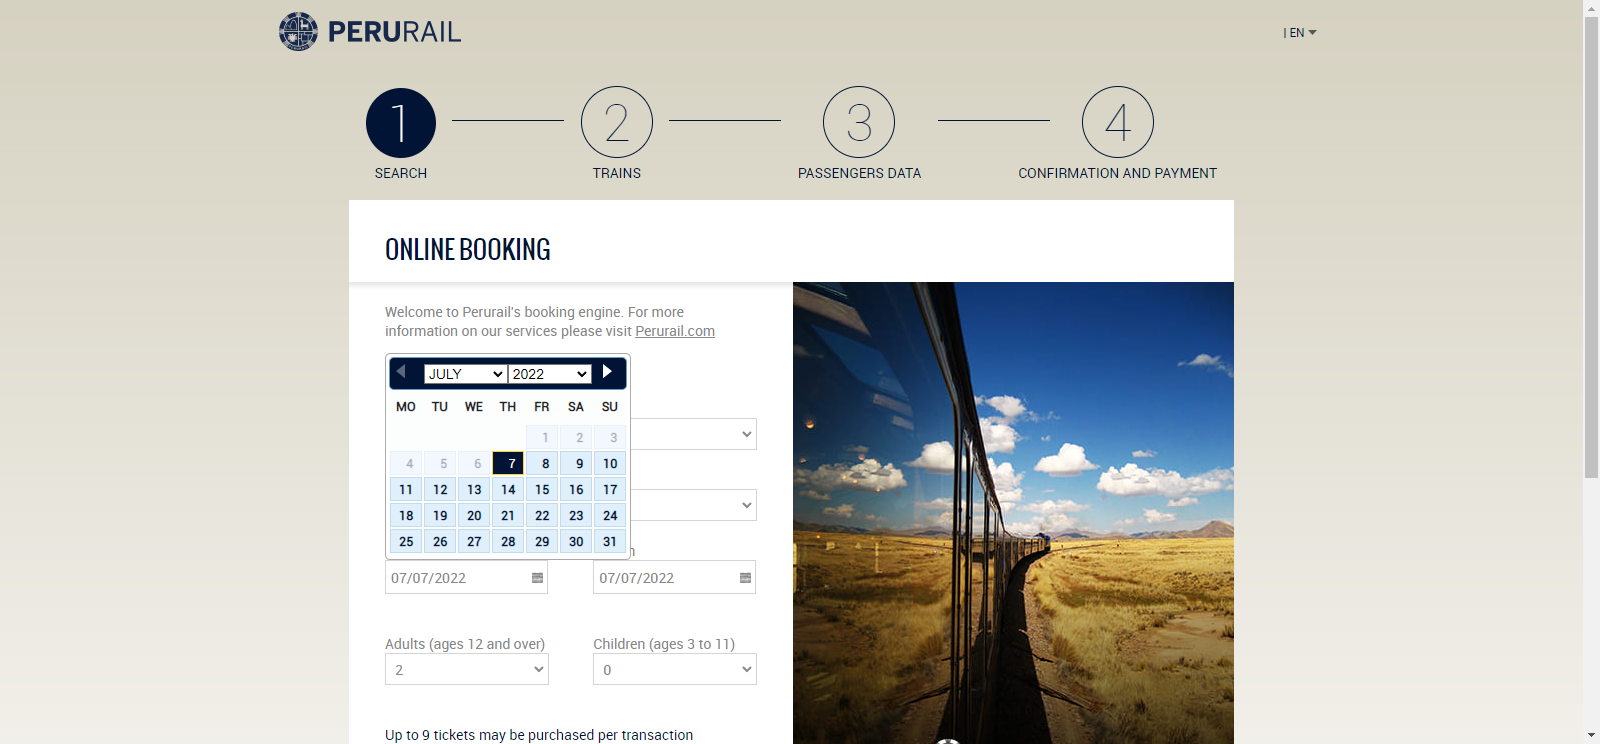 PERURAIL
| EN
1
2
3
4
SEARCH
TRAINS
PASSENGERS DATA
CONFIRMATION AND PAYMENT
ONLINE BOOKING
Welcome to Perurail's booking engine. For more
information on our services please visit Perurail.com
JULY 2022
MO TU WE TH FR SA SU
1 2 3
4 5 6 7 8 9 10
11 12 13 14 15 16 17
18 19 20 21 22 23 24
25 26 27 28 29 30 31
07/07/2022
07/07/2022
Adults (ages 12 and over)
Children (ages 3 to 11)
2
0
Up to 9 tickets may be purchased per transaction